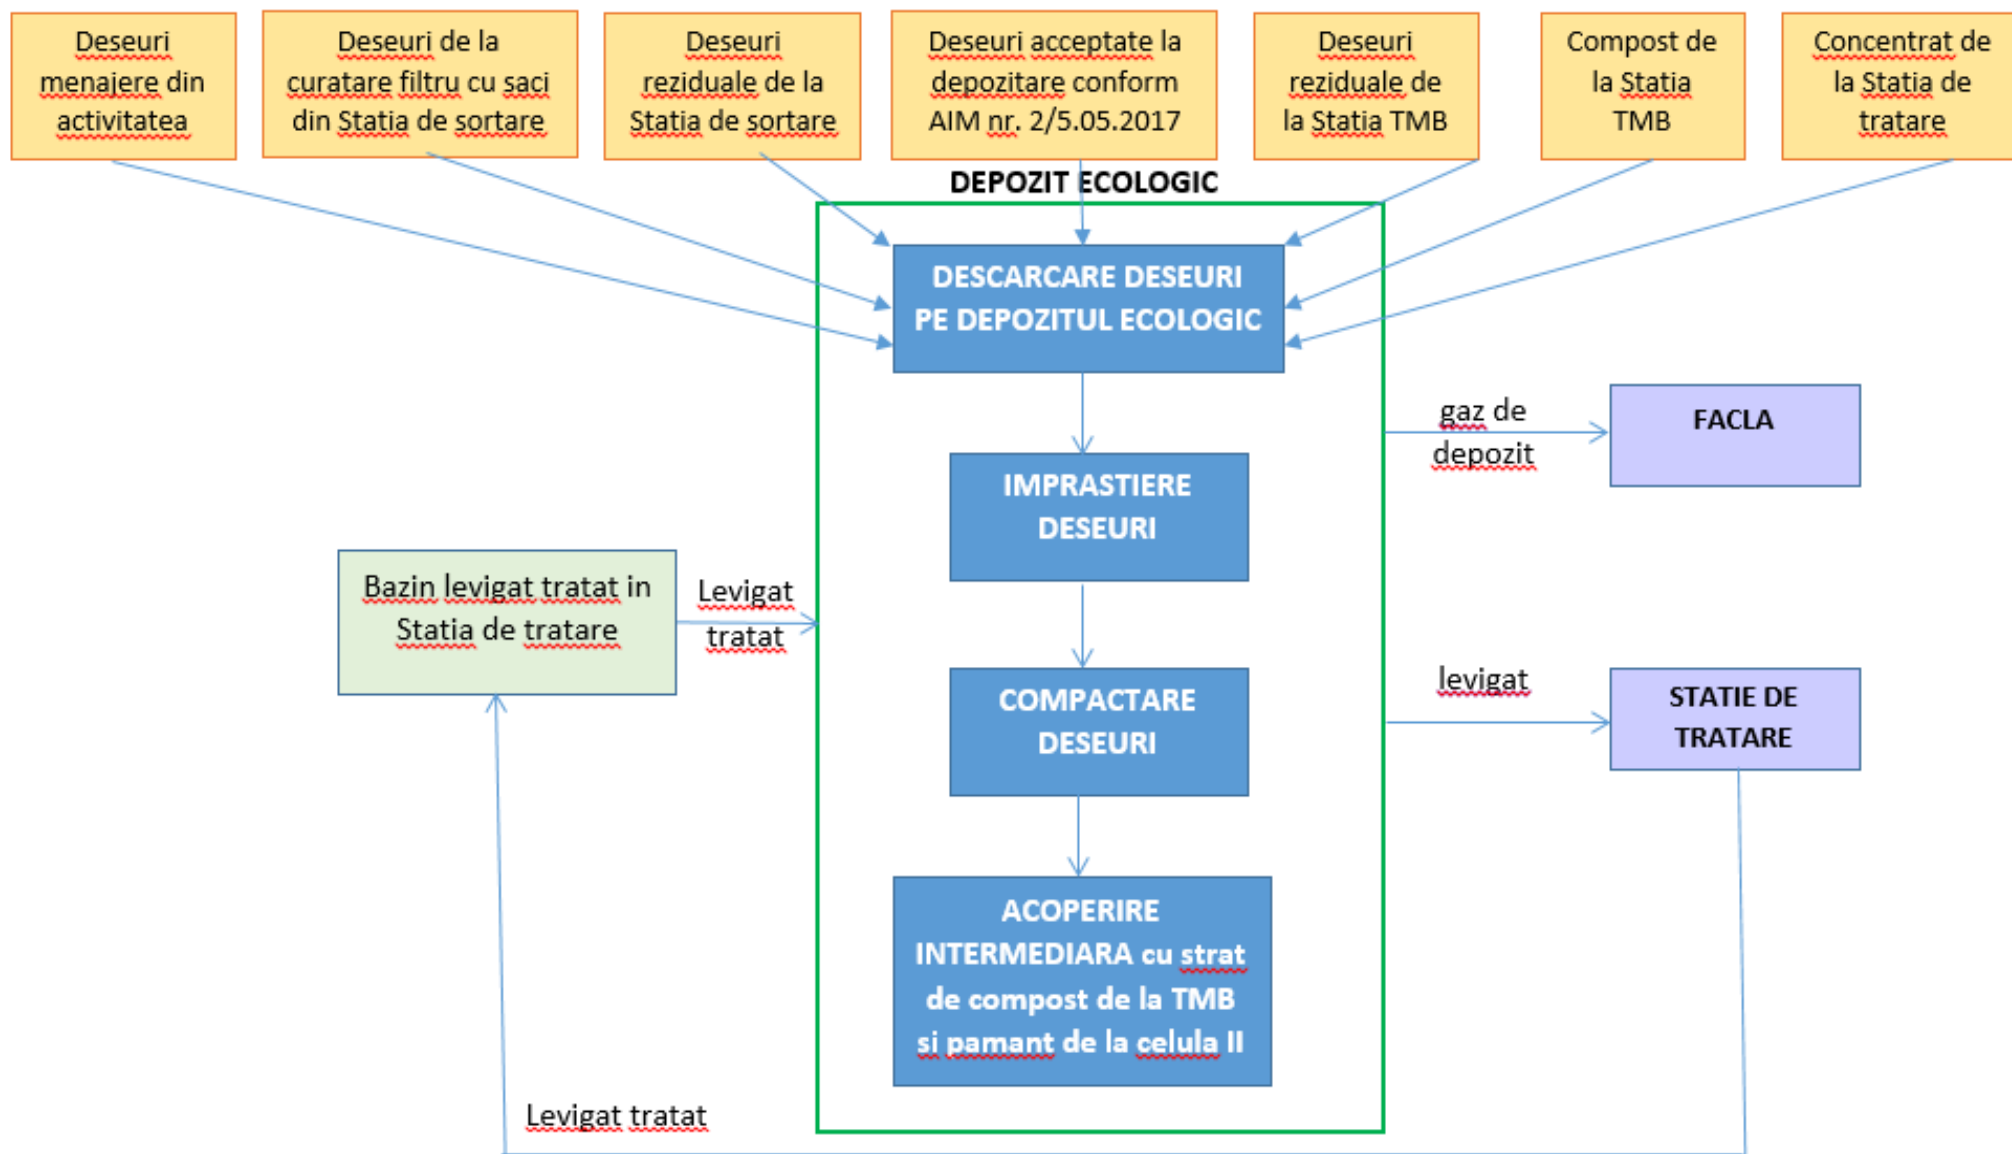 Deseuri
menajere din
activitatea
Deseuri de la
curatare filtru cu saci
din Statia de sortare
Deseuri
reziduale de la
Statia de sortare
Deseuri acceptate la
depozitare conform
AIM nr. 2/5.05.2017
Deseuri
reziduale de
la Statia TMB
Compost de
la Statia
TMB
Concentrat de
la Statia de
tratare
DEPOZIT ECOLOGIC
DESCARCARE DESEURI
PE DEPOZITUL ECOLOGIC
gaz de
depozit
FACLA
IMPRASTIERE
DESEURI
Bazin levigat tratat in
Statia de tratare
Levigat
tratat
COMPACTARE
DESEURI
levigat
STATIE DE
TRATARE
ACOPERIRE
INTERMEDIARA cu strat
de compost de la TMB
si pamant de la celula II
Levigat tratat